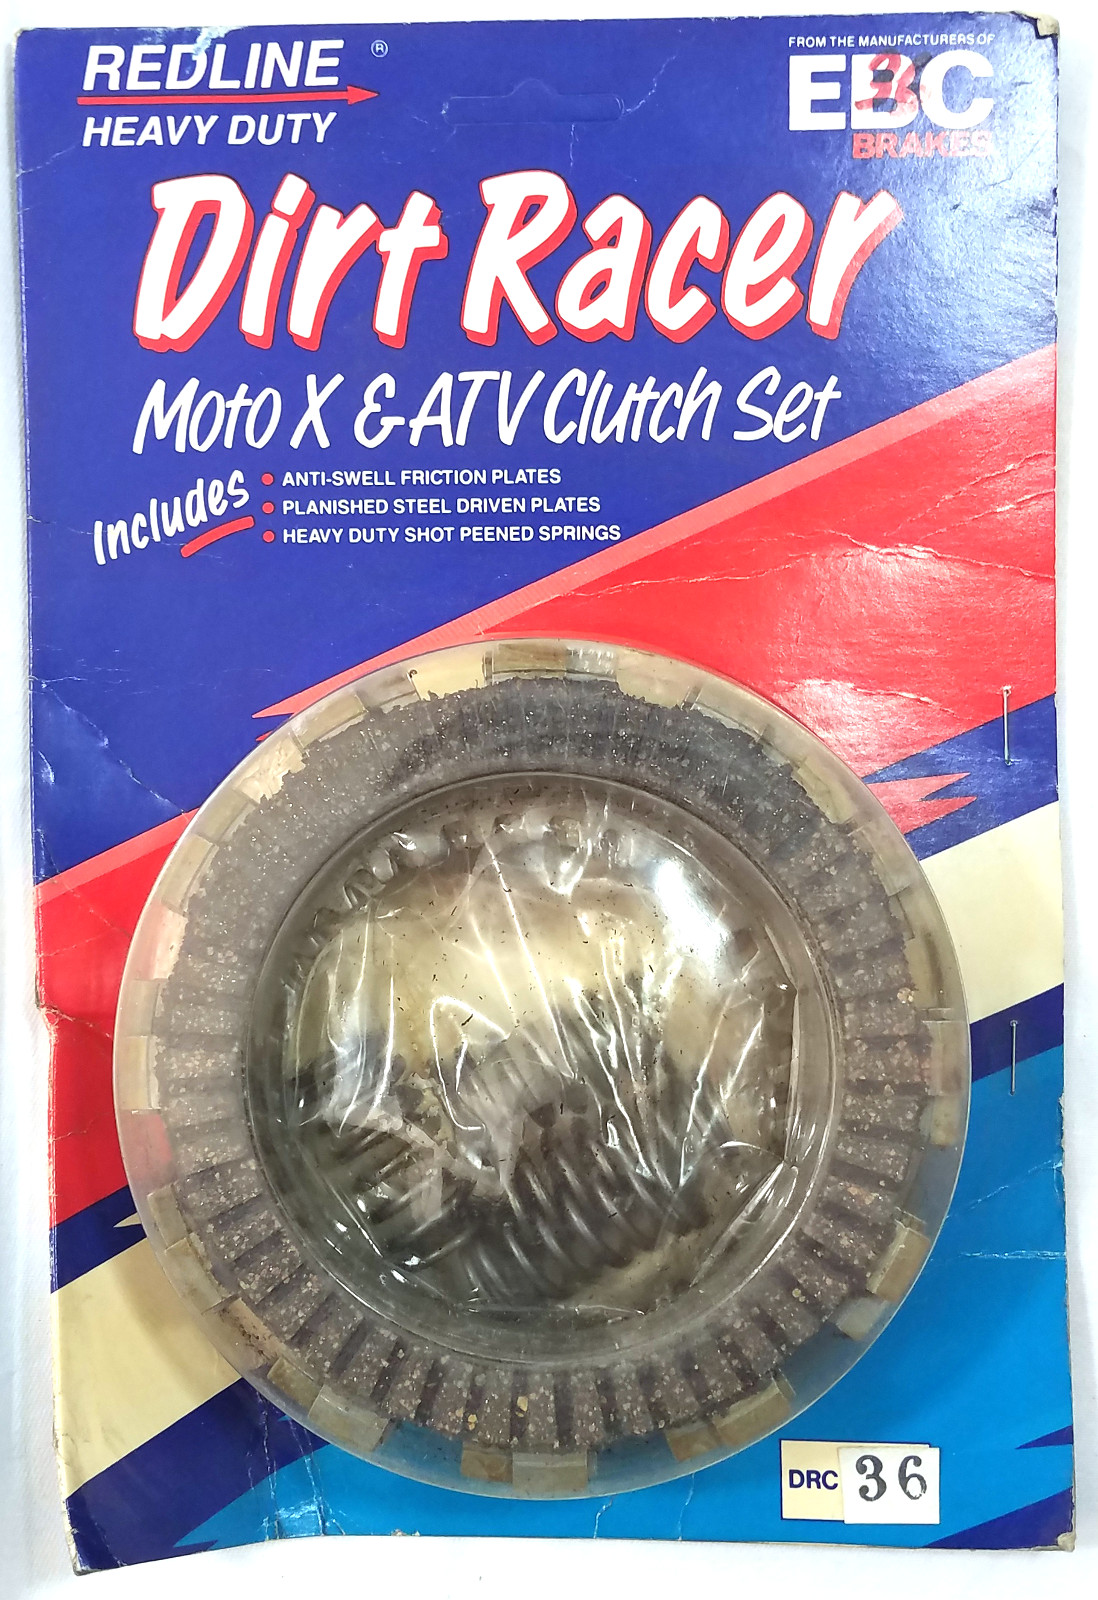 REDLINE ®
HEAVY DUTY
FROM THE MANUFACTURERS OF
EBC
BRAKES
Dirt Racer
Moto X & ATV Clutch Set
Includes
• ANTI-SWELL FRICTION PLATES
• PLANISHED STEEL DRIVEN PLATES
• HEAVY DUTY SHOT PEENED SPRINGS
DRC 36